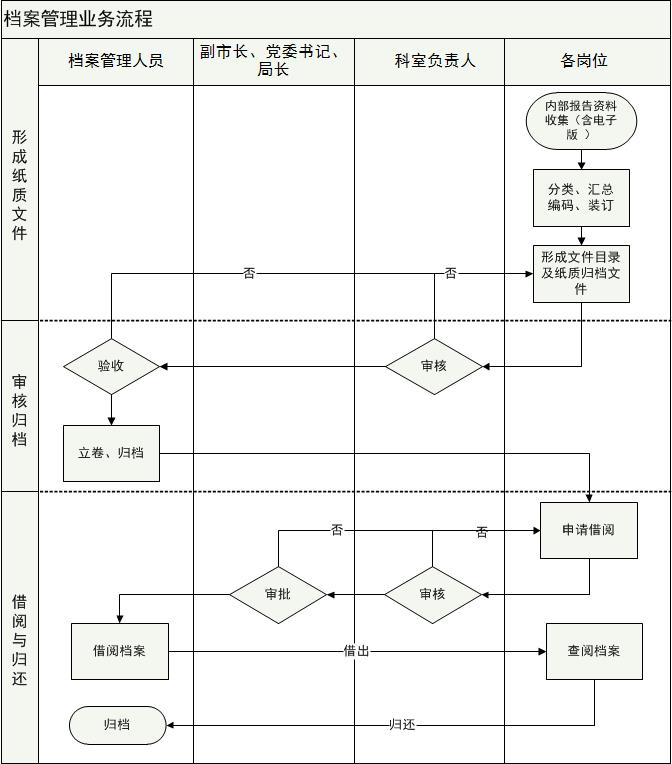 档案管理业务流程
档案管理人员
副市长、党委书记、
局长
科室负责人
各岗位
形成纸质文件
内部报告资料
收集（含电子
版 ）
分类、汇总
编码、装订
形成文件目录
及纸质归档文
件
否
否
审核归档
验收
审核
立卷、归档
借阅与归还
申请借阅
否
否
审批
审核
借阅档案
借出
查阅档案
归档
归还